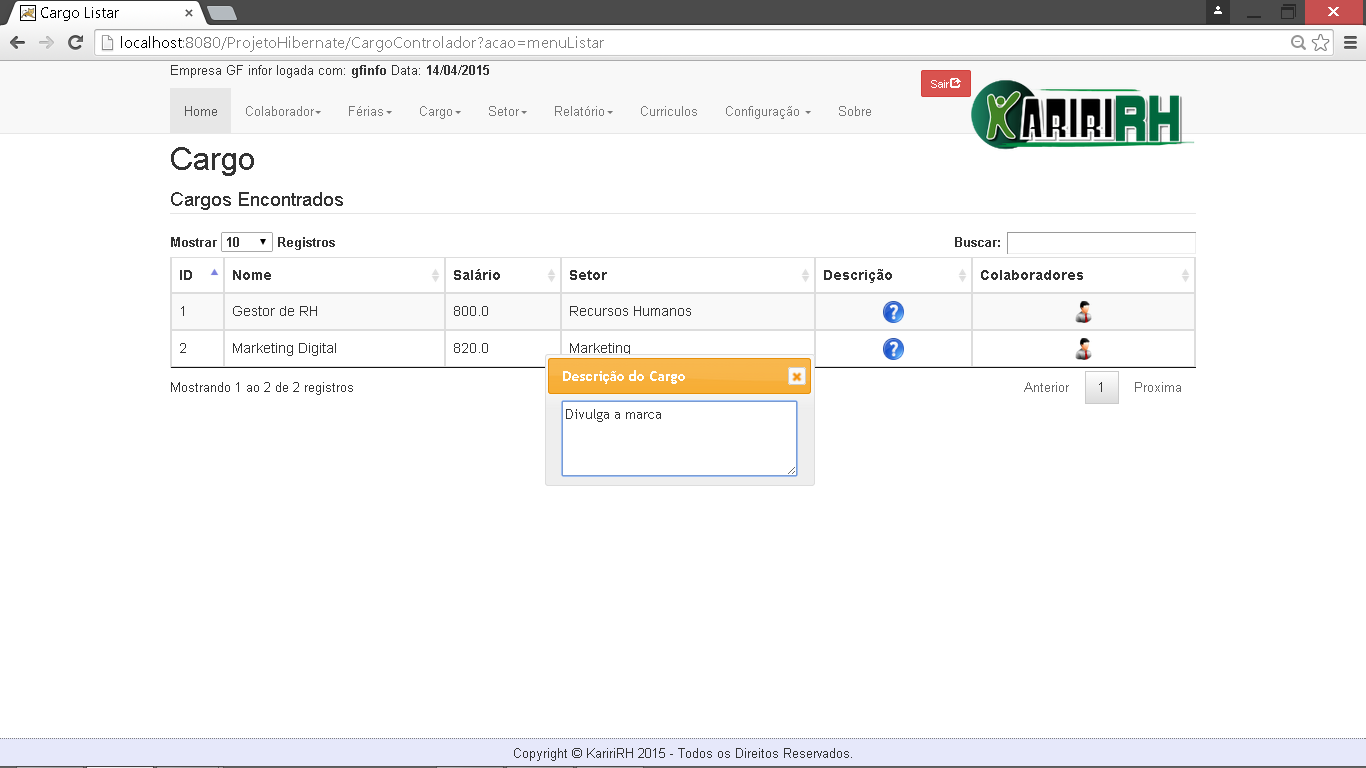 Cargo Listar
localhost:8080/ProjetoHibernate/CargoControlador?acao=menuListar
Empresa GF infor logada com: gfinfo Data: 14/04/2015
Sair
Home Colaborador Férias Cargo Setor Relatório Curriculos Configuração Sobre
KARIRIRH
Cargo
Cargos Encontrados
Mostrar 10 Registros Buscar:
ID Nome Salário Setor Descrição Colaboradores
1 Gestor de RH 800.0 Recursos Humanos
2 Marketing Digital 820.0 Marketing
Mostrando 1 ao 2 de 2 registros Anterior 1 Proxima
Descrição do Cargo
Divulga a marca
Copyright © KaririRH 2015 - Todos os Direitos Reservados.